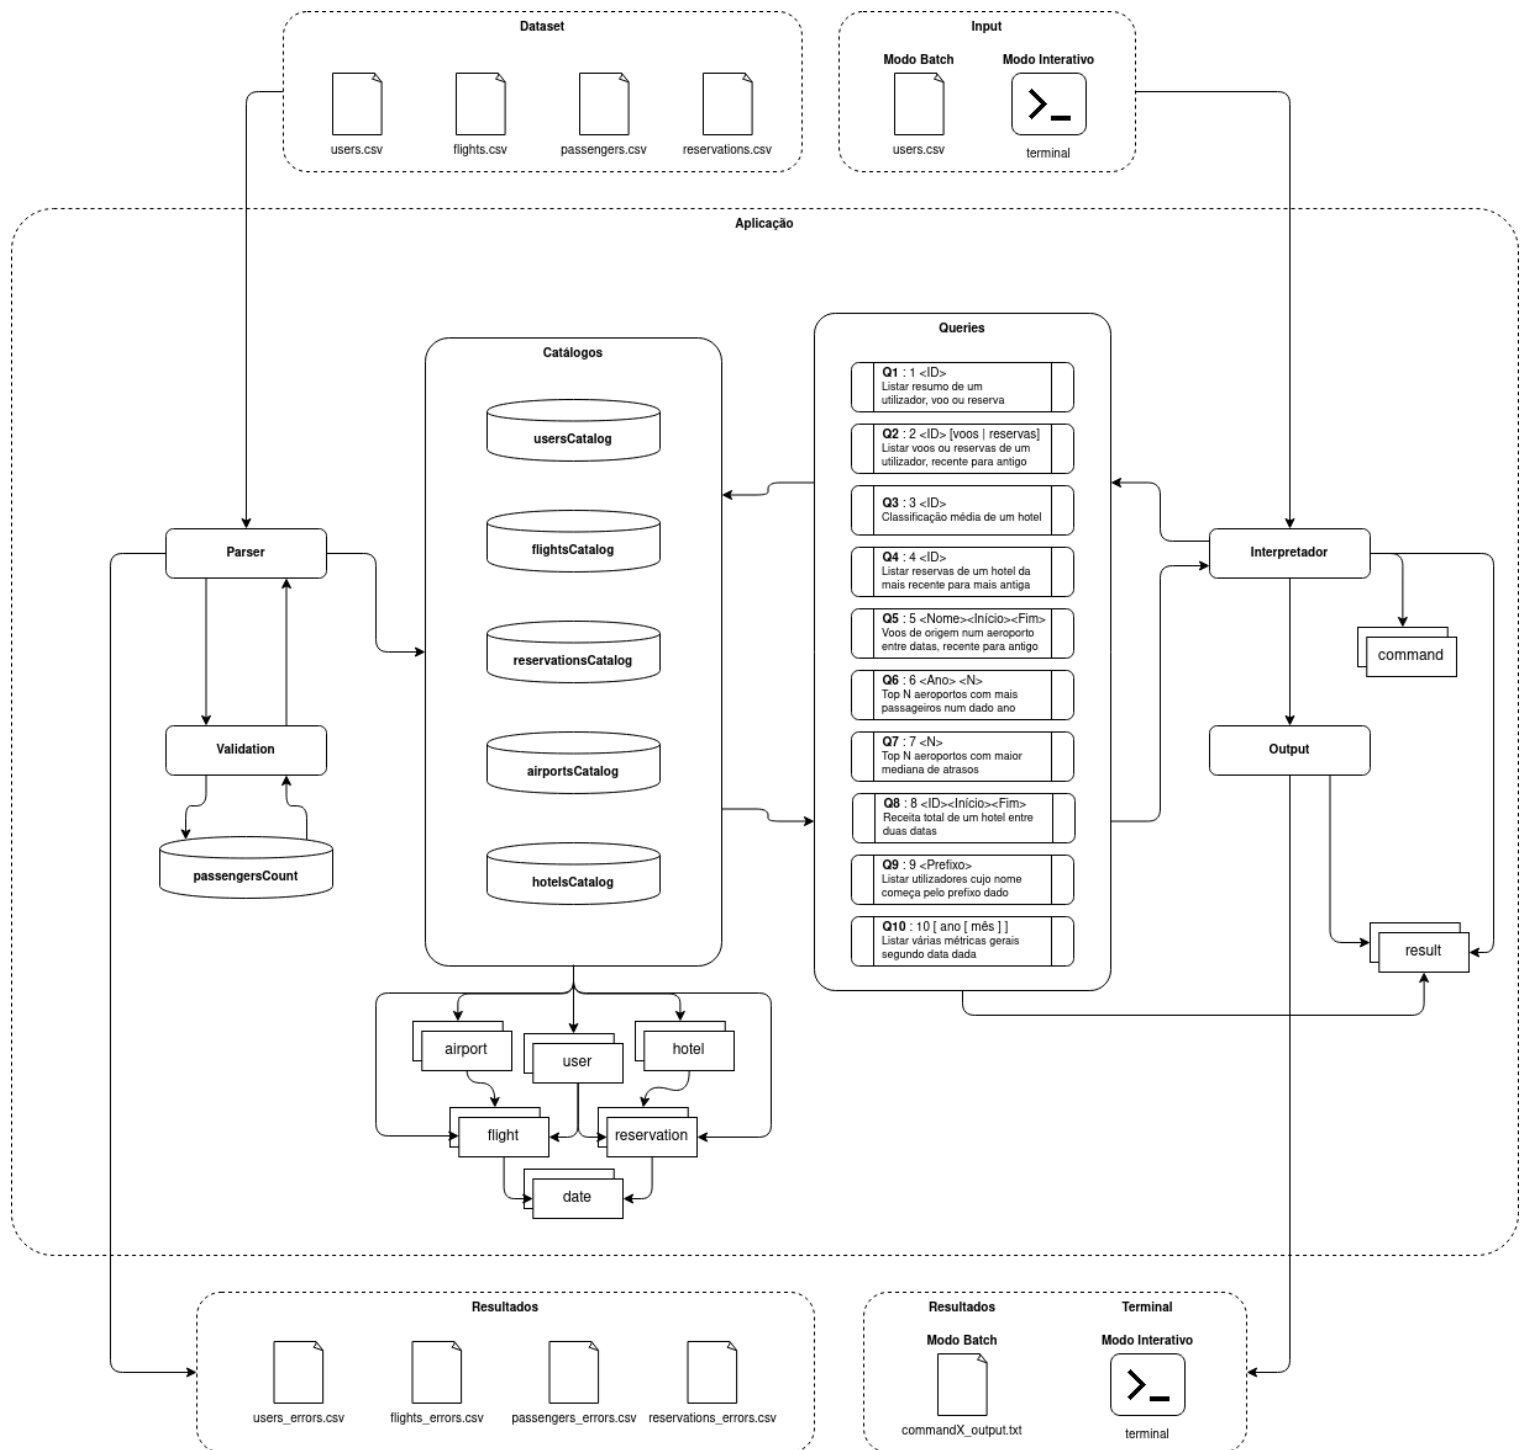 Dataset
users.csv
flights.csv
passengers.csv
reservations.csv
Input
Modo Batch
Modo Interativo
users.csv
terminal
Aplicação
Parser
Validation
passengersCount
Catálogos
usersCatalog
flightsCatalog
reservationsCatalog
airportsCatalog
hotelsCatalog
Queries
Q1 : 1 <ID>
Listar resumo de um
utilizador, voo ou reserva
Q2 : 2 <ID> [voos | reservas]
Listar voos ou reservas de um
utilizador, recente para antigo
Q3 : 3 <ID>
Classificação média de um hotel
Q4 : 4 <ID>
Listar reservas de um hotel da
mais recente para mais antiga
Q5 : 5 <Nome><Início><Fim>
Voos de origem num aeroporto
entre datas, recente para antigo
Q6 : 6 <Ano> <N>
Top N aeroportos com mais
passageiros num dado ano
Q7 : 7 <N>
Top N aeroportos com maior
mediana de atrasos
Q8 : 8 <ID><Início><Fim>
Receita total de um hotel entre
duas datas
Q9 : 9 <Prefixo>
Listar utilizadores cujo nome
começa pelo prefixo dado
Q10 : 10 [ ano [ mês ] ]
Listar várias métricas gerais
segundo data dada
Interpretador
command
Output
result
airport
user
hotel
flight
reservation
date
Resultados
users_errors.csv
flights_errors.csv
passengers_errors.csv
reservations_errors.csv
Resultados
Terminal
Modo Batch
Modo Interativo
commandX_output.txt
terminal